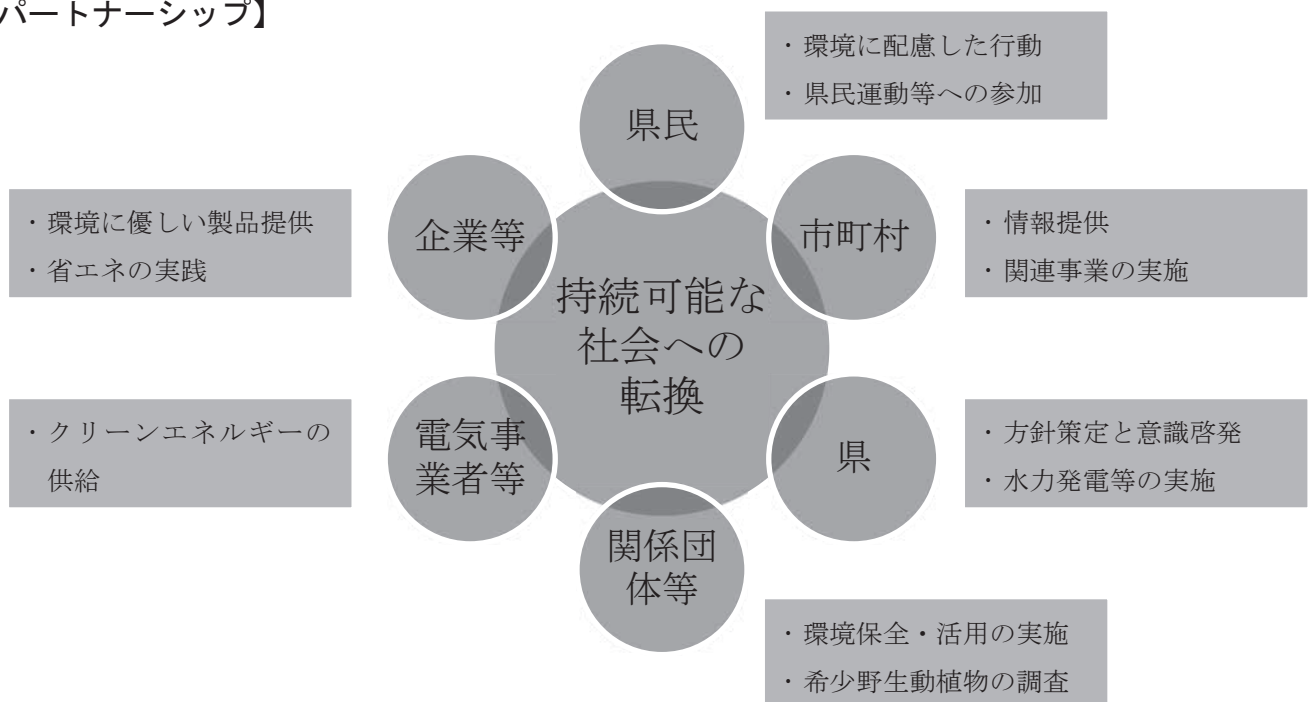 パートナーシップ】
・環境に配慮した行動
・県民運動等への参加
県民
企業等
・環境に優しい製品提供
・省エネの実践
市町村
・情報提供
・関連事業の実施
持続可能な
社会への
転換
電気事
業者等
・クリーンエネルギーの
供給
県
・方針策定と意識啓発
・水力発電等の実施
関係団
体等
・環境保全・活用の実施
・希少野生動植物の調査